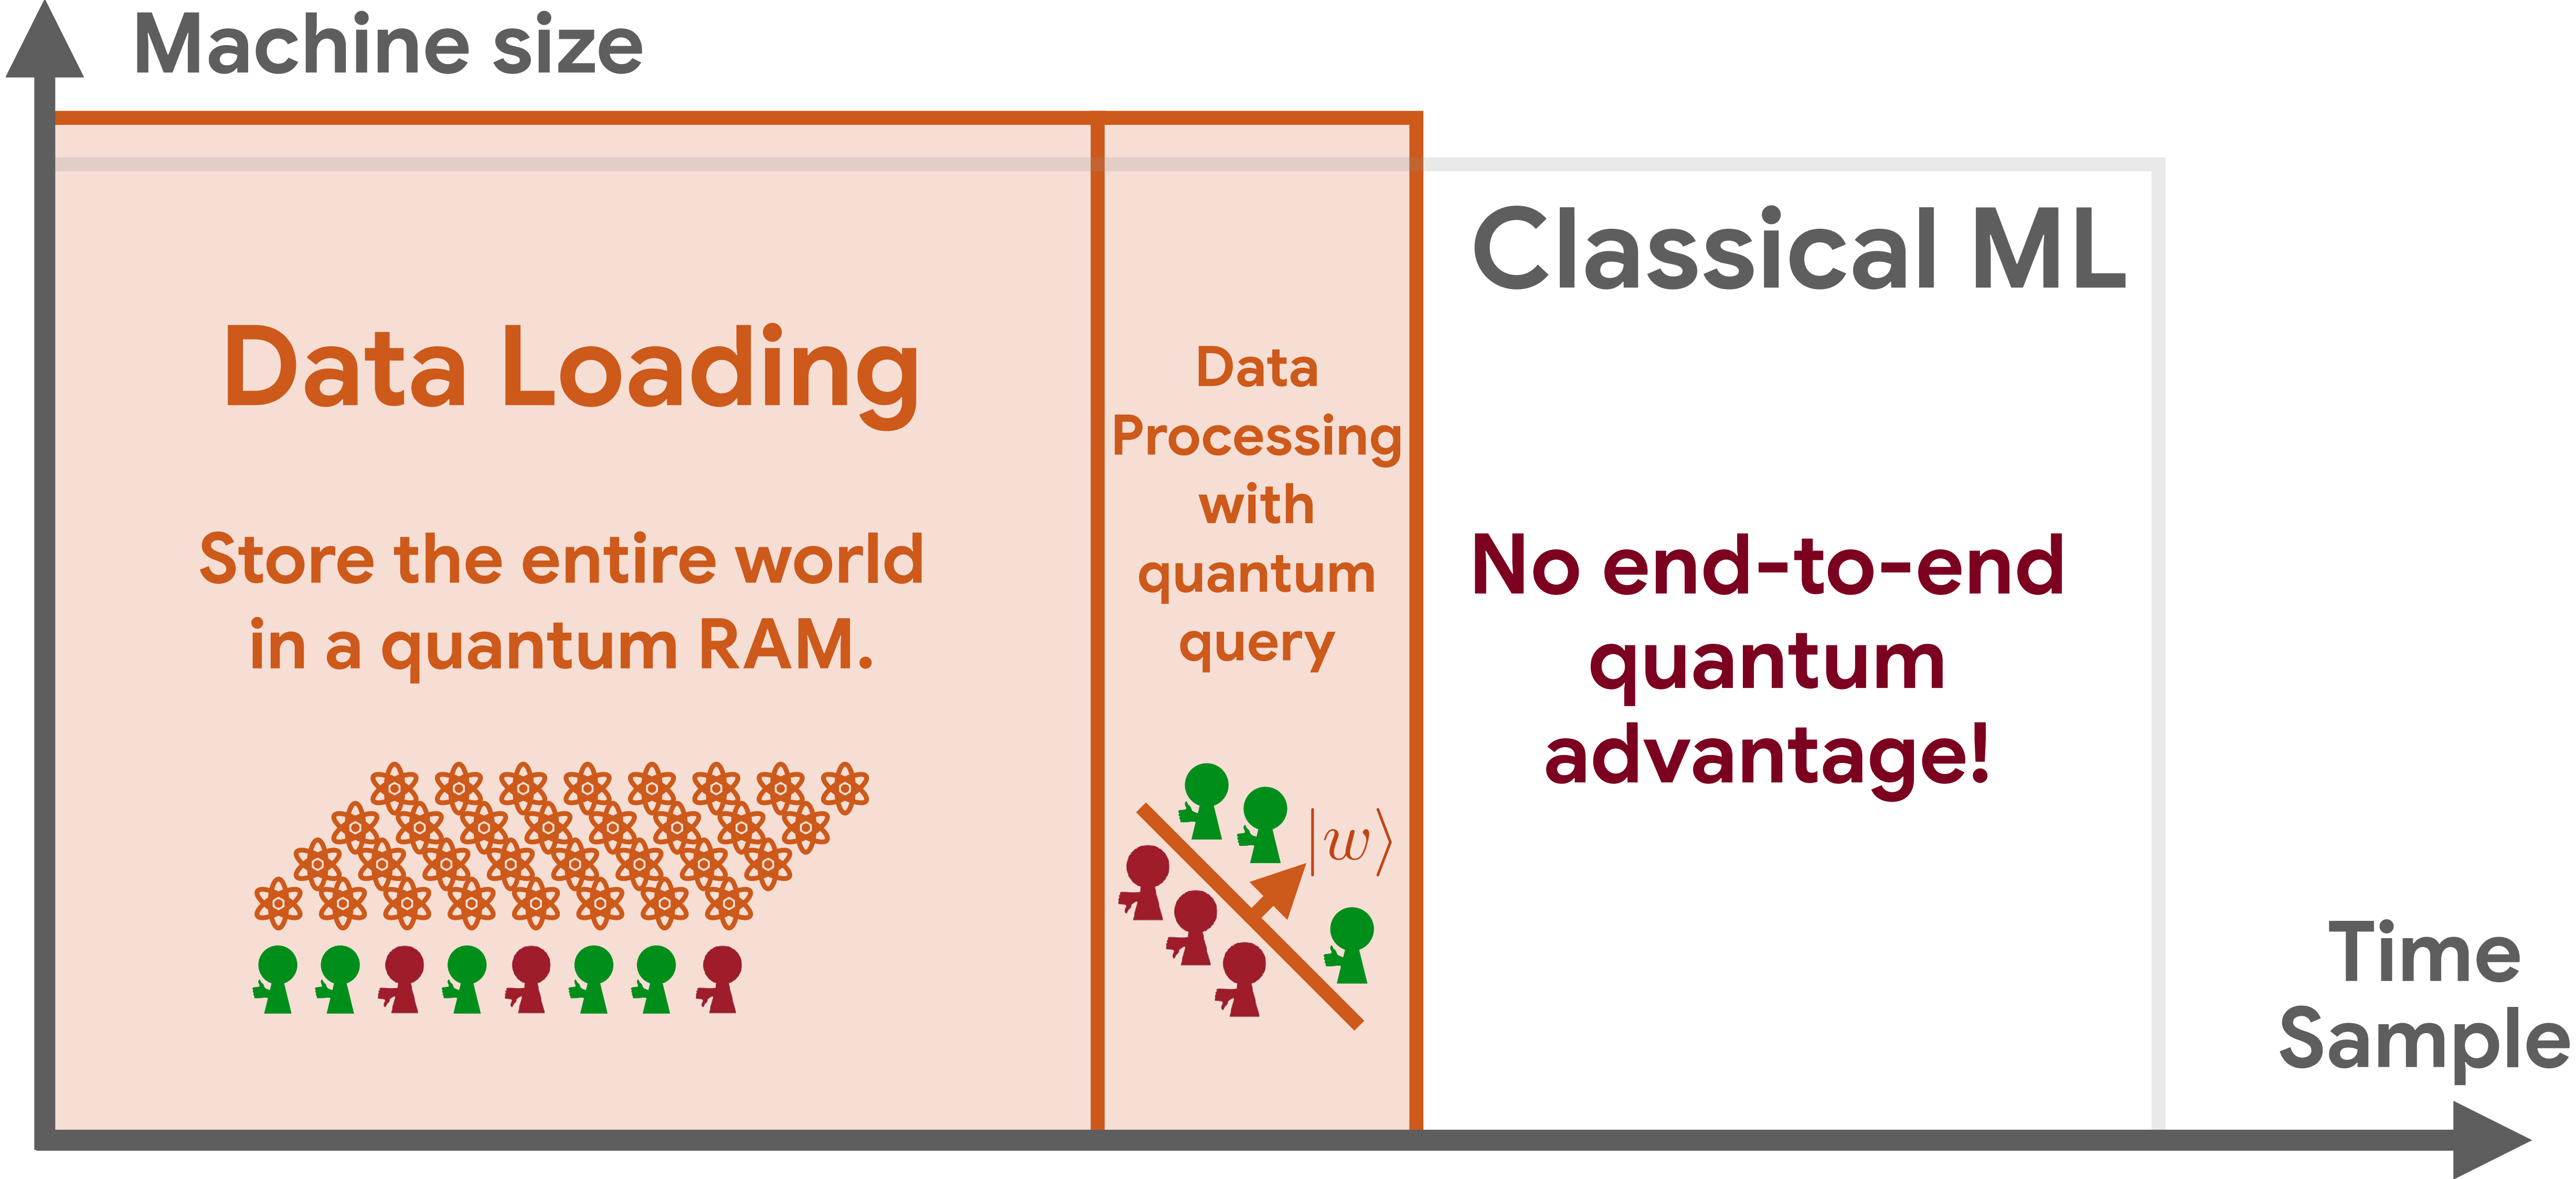 Machine size
Data Loading
Store the entire world
in a quantum RAM.
Data
Processing
with
quantum
query
|w⟩
Classical ML
No end-to-end
quantum
advantage!
Time
Sample